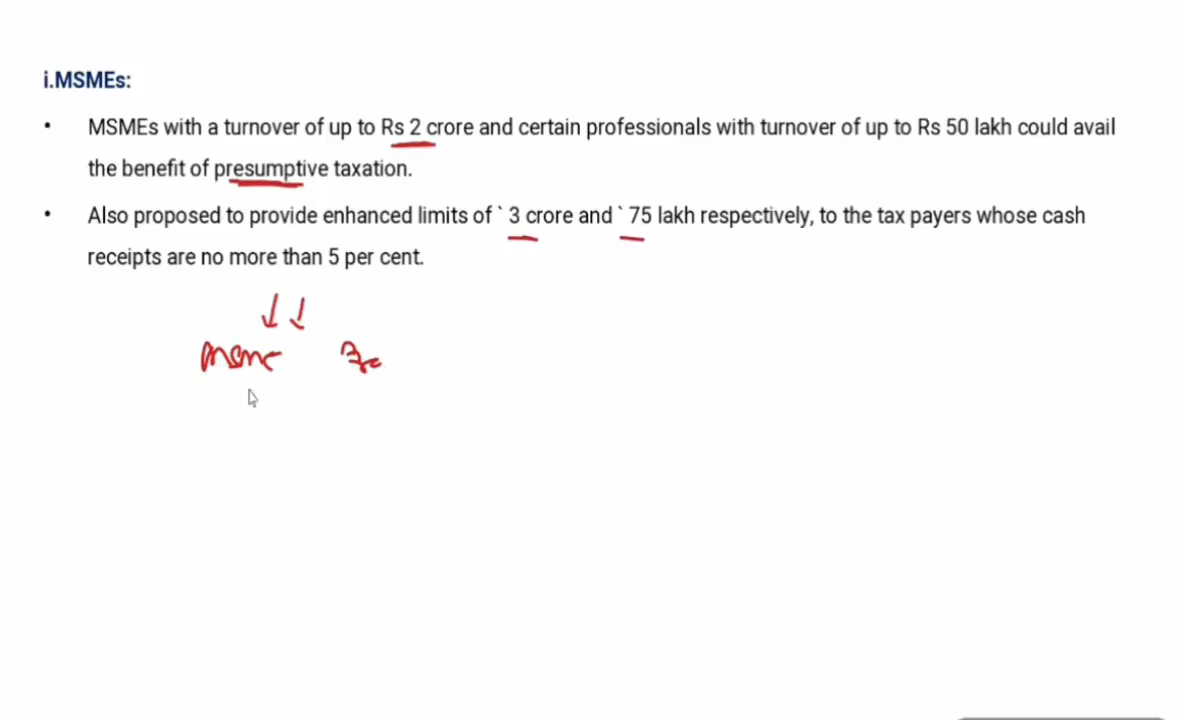 i.MSMEs:
• MSMEs with a turnover of up to Rs 2 crore and certain professionals with turnover of up to Rs 50 lakh could avail
the benefit of presumptive taxation.
• Also proposed to provide enhanced limits of ` 3 crore and ` 75 lakh respectively, to the tax payers whose cash
receipts are no more than 5 per cent.
msme